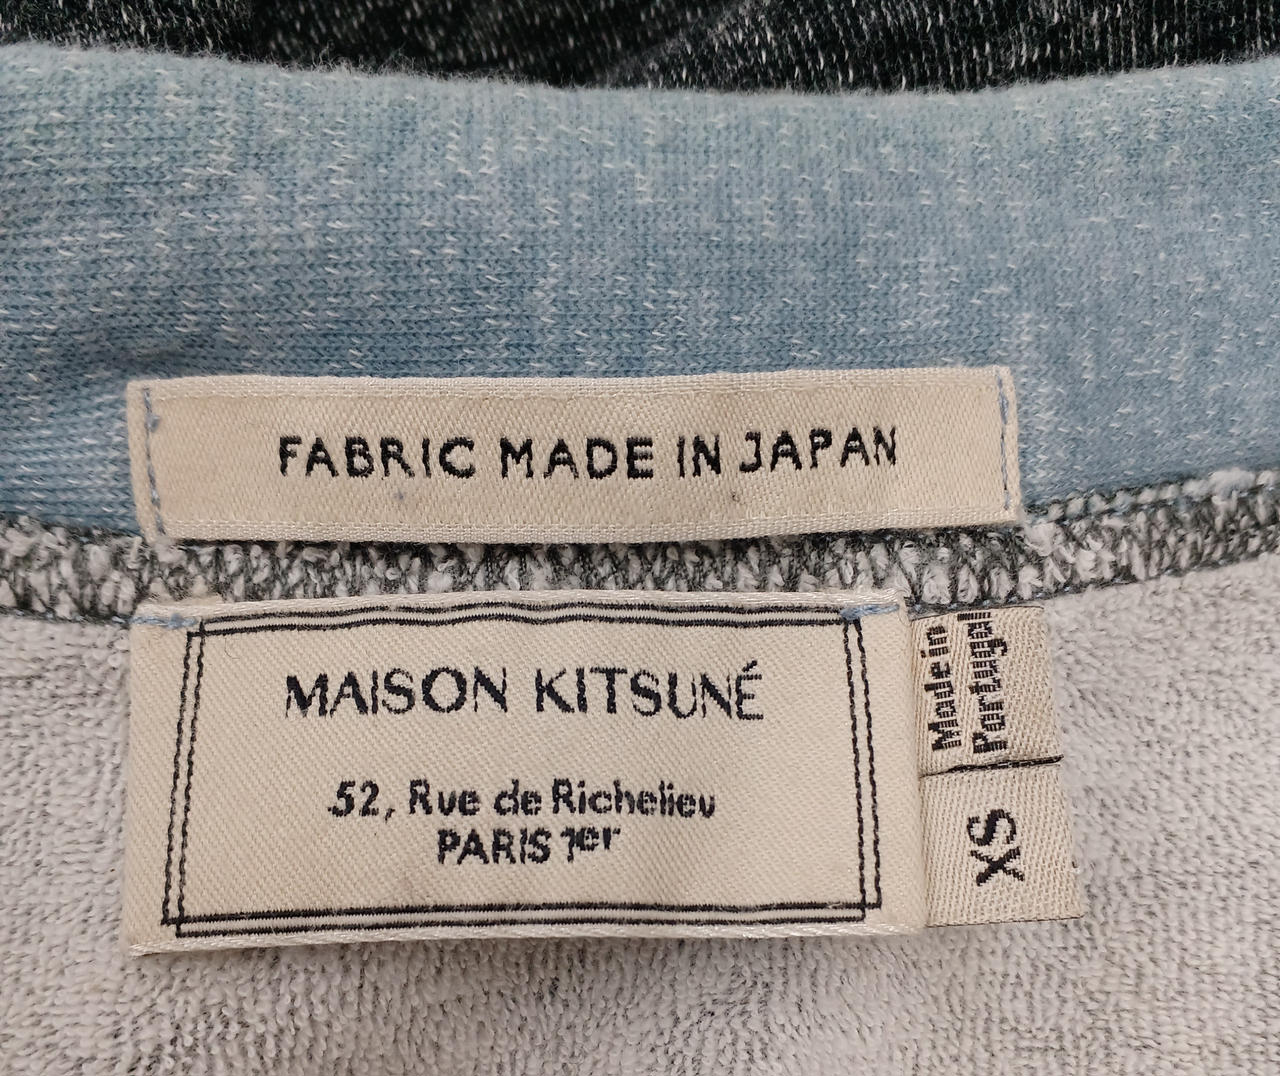 FABRIC MADE IN JAPAN
MAISON KITSUNÉ
52, Rue de Richelieu
PARIS 1er
Made in
Portugal
XS